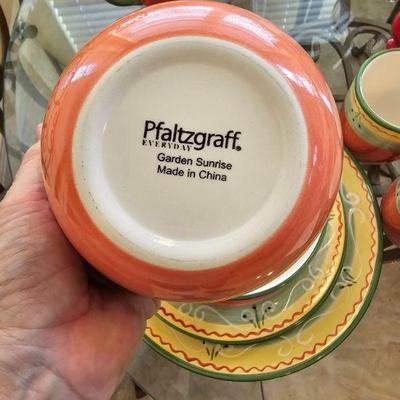 Pfaltzgraff®
EVERYDAY
Garden Sunrise
Made in China